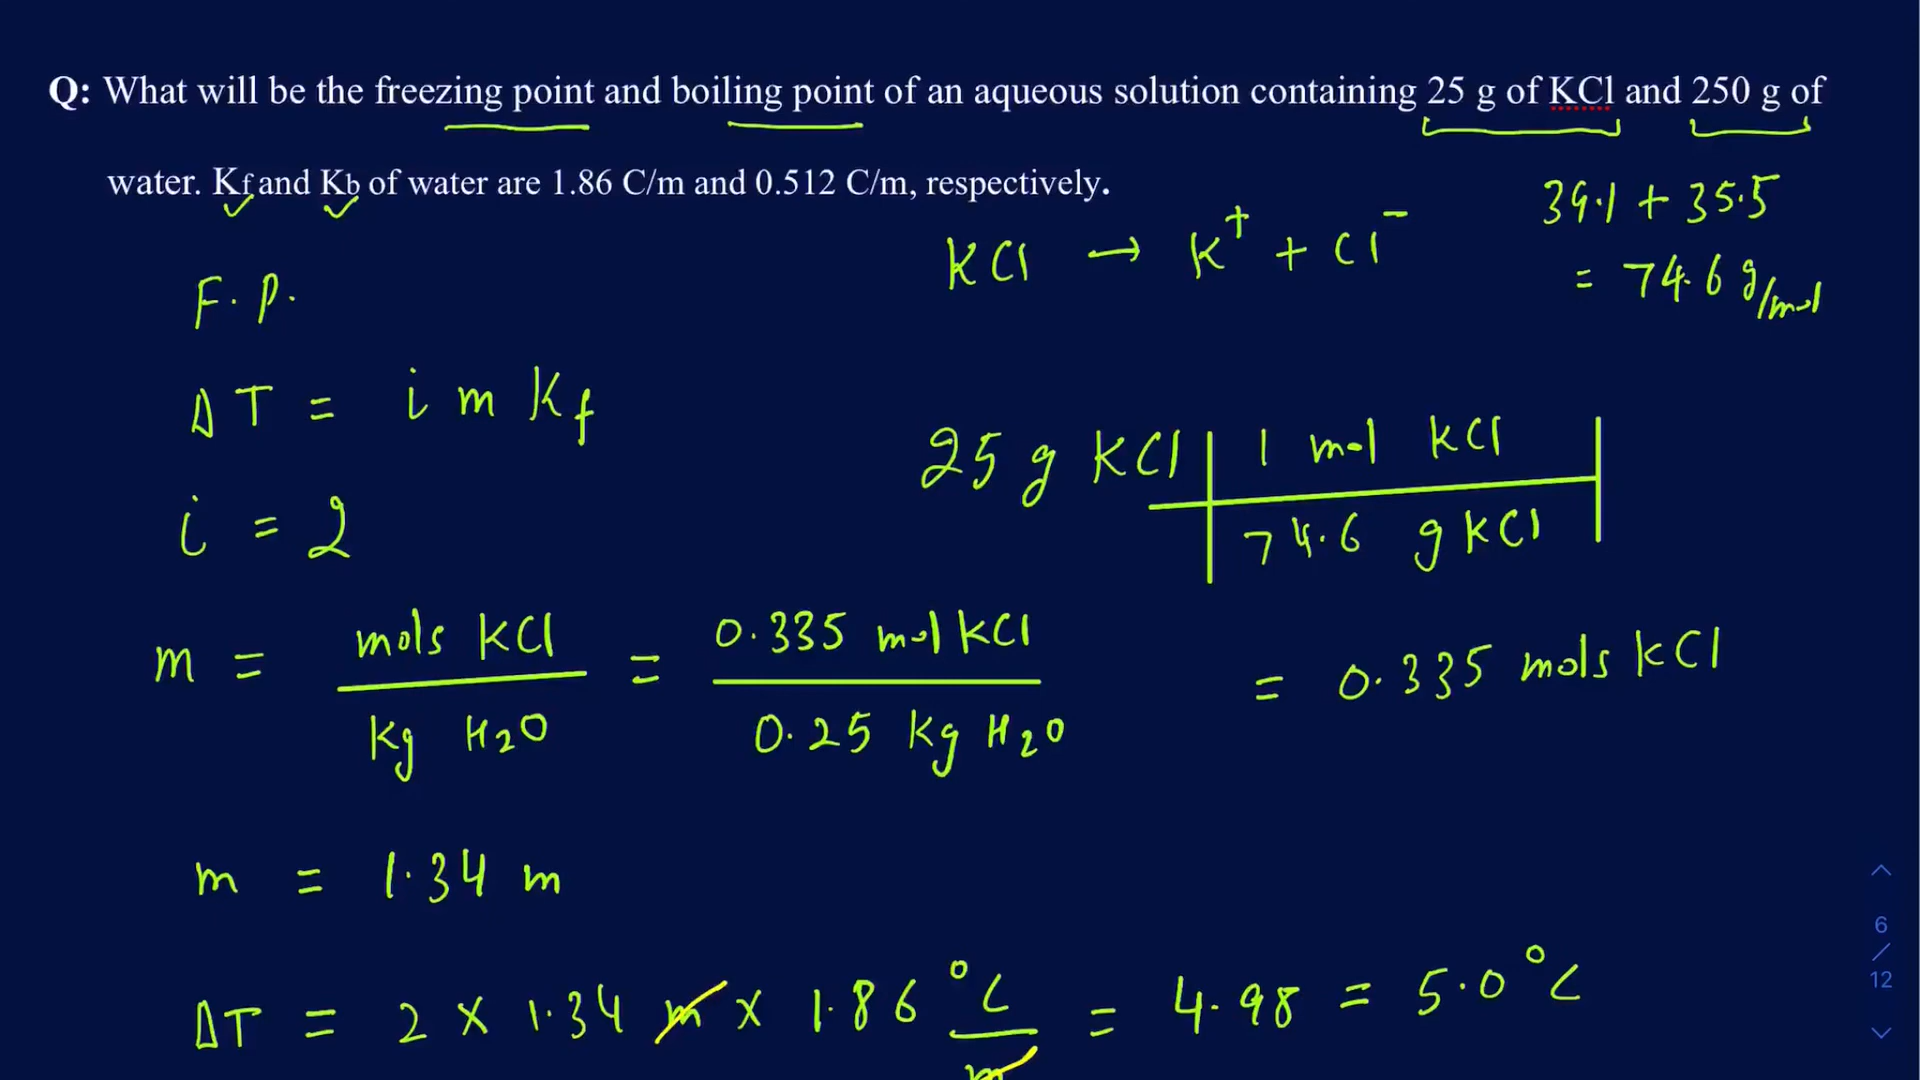 Q: What will be the freezing point and boiling point of an aqueous solution containing 25 g of KCl and 250 g of
water. Kf and Kb of water are 1.86 C/m and 0.512 C/m, respectively.
39.1 + 35.5
= 74.6 g/mol
KCl → K⁺ + Cl⁻
F.P.
ΔT = i m Kf
25 g KCl | 1 mol KCl
74.6 g KCl
i = 2
m = mols KCl / Kg H₂O = 0.335 mol KCl / 0.25 Kg H₂O
= 0.335 mols KCl
m = 1.34 m
ΔT = 2 × 1.34 m × 1.86 °C/m = 4.98 = 5.0 °C
6
/
12